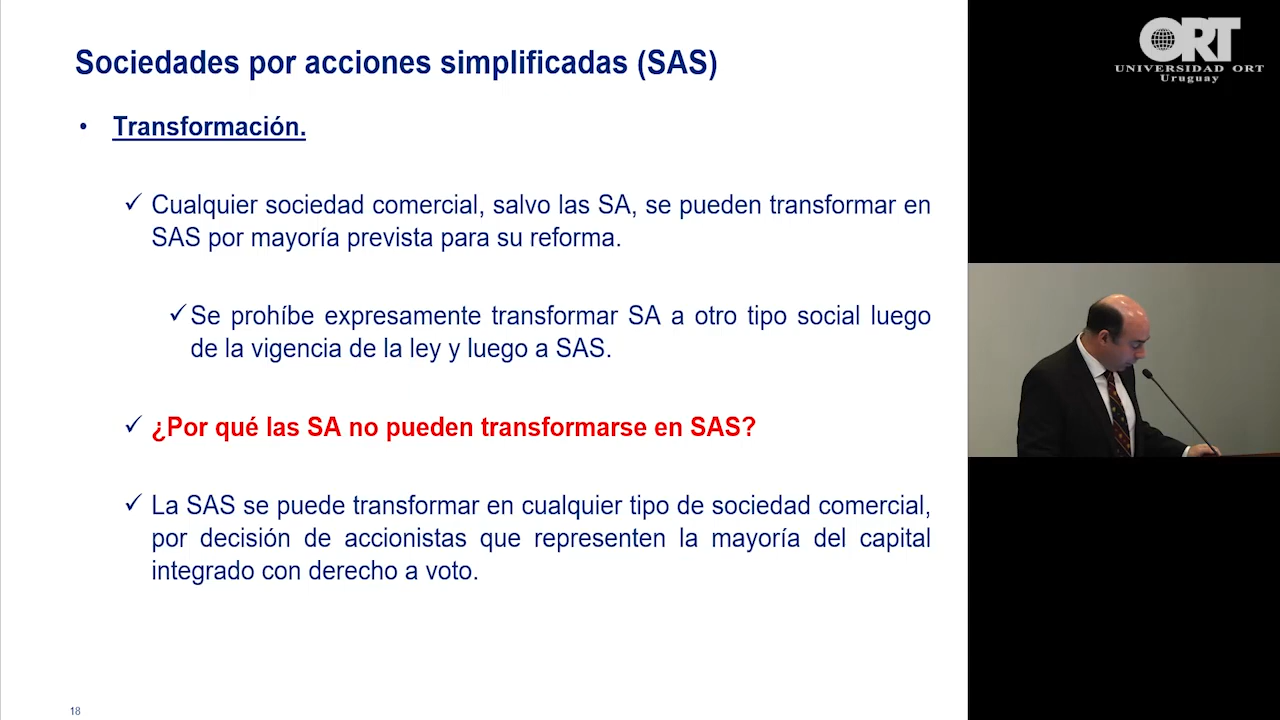 Sociedades por acciones simplificadas (SAS)
• Transformación.
✓ Cualquier sociedad comercial, salvo las SA, se pueden transformar en
SAS por mayoría prevista para su reforma.
✓ Se prohíbe expresamente transformar SA a otro tipo social luego
de la vigencia de la ley y luego a SAS.
✓ ¿Por qué las SA no pueden transformarse en SAS?
✓ La SAS se puede transformar en cualquier tipo de sociedad comercial,
por decisión de accionistas que representen la mayoría del capital
integrado con derecho a voto.
18
ORT
UNIVERSIDAD ORT
Uruguay